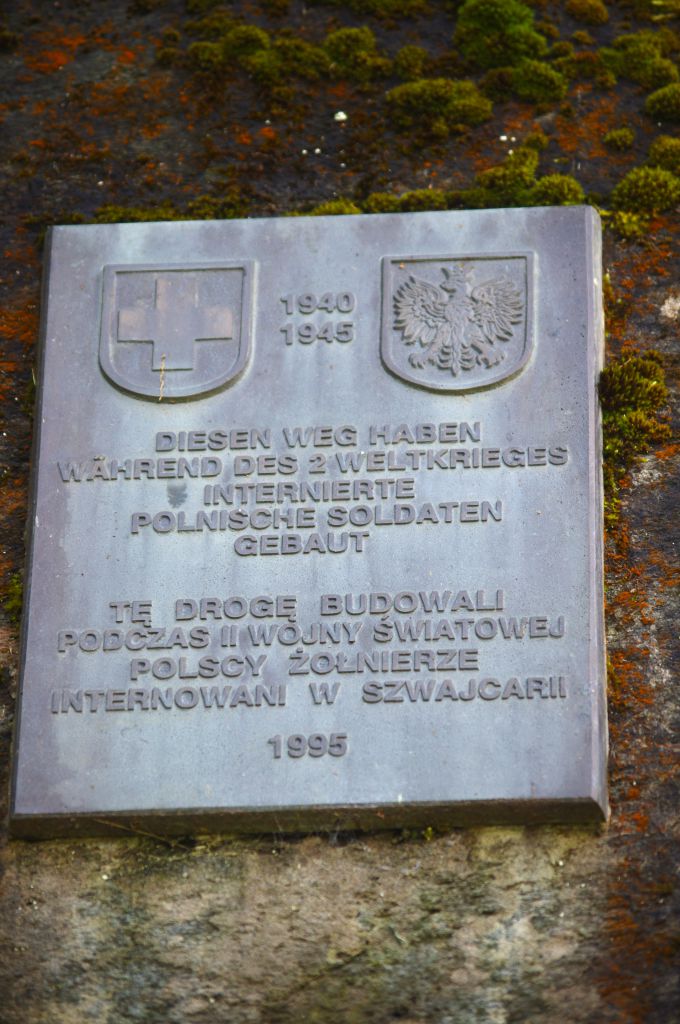 1940
1945
DIESEN WEG HABEN
WÄHREND DES 2 WELTKRIEGES
INTERNIERTE
POLNISCHE SOLDATEN
GEBAUT
TĘ DROGĘ BUDOWALI
PODCZAS II WOJNY ŚWIATOWEJ
POLSCY ŻOŁNIERZE
INTERNOWANI W SZWAJCARII
1995